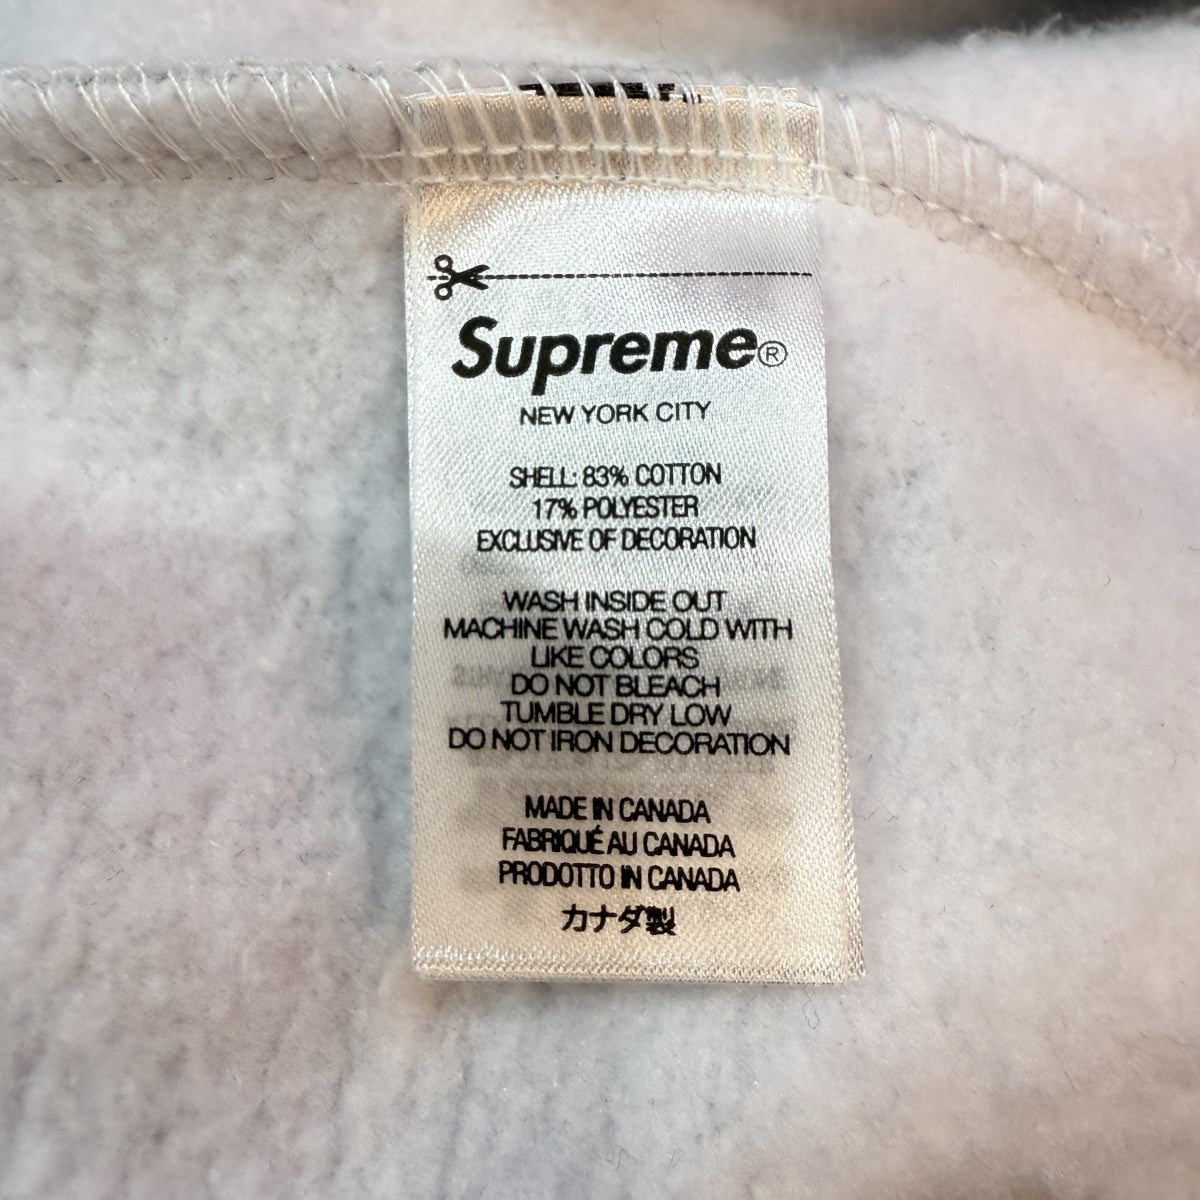 Supreme®
NEW YORK CITY
SHELL: 83% COTTON
17% POLYESTER
EXCLUSIVE OF DECORATION
WASH INSIDE OUT
MACHINE WASH COLD WITH
LIKE COLORS
DO NOT BLEACH
TUMBLE DRY LOW
DO NOT IRON DECORATION
MADE IN CANADA
FABRIQUÉ AU CANADA
PRODOTTO IN CANADA
カナダ製